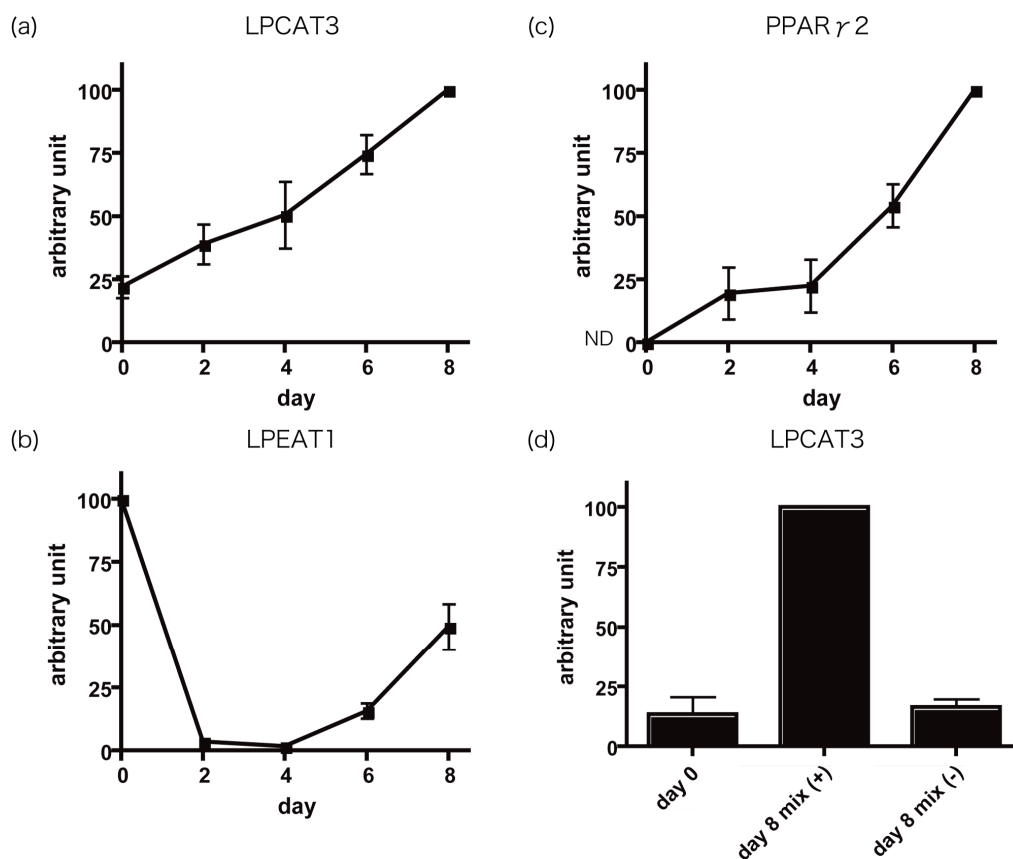 (a)
LPCAT3
arbitrary unit
100
75
50
25
0
0 2 4 6 8
day
(c)
PPARγ2
arbitrary unit
100
75
50
25
ND 0
0 2 4 6 8
day
(b)
LPEAT1
arbitrary unit
100
75
50
25
0
0 2 4 6 8
day
(d)
LPCAT3
arbitrary unit
100
75
50
25
0
day 0
day 8 mix (+)
day 8 mix (-)